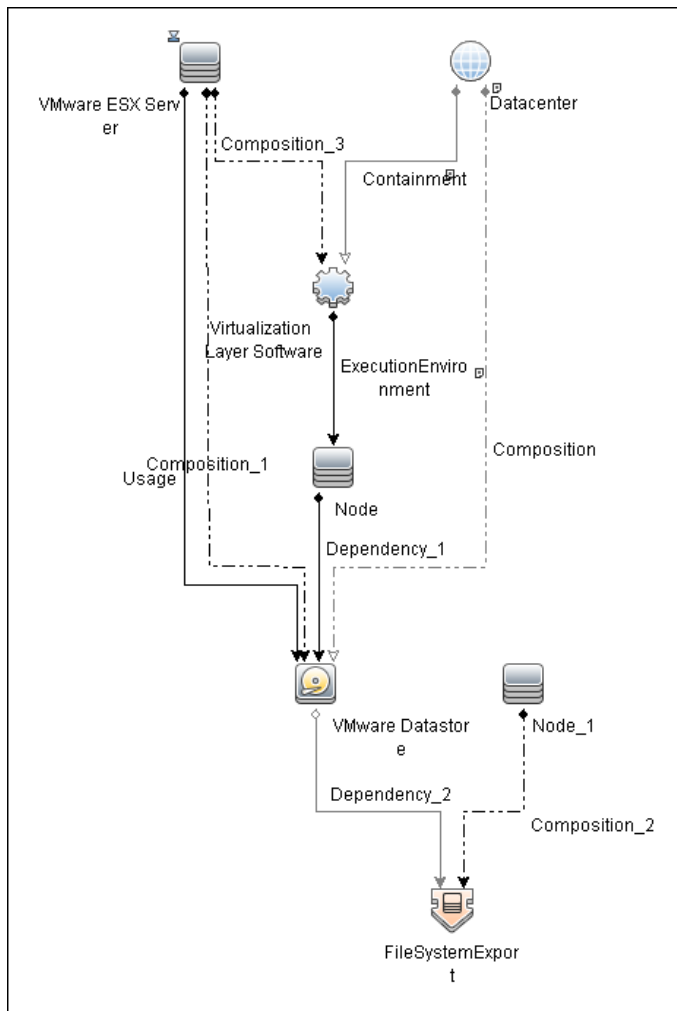 VMware ESX Serv
er
Datacenter
Composition_3
Containment
Virtualization
Layer Software
ExecutionEnviro
nment
Composition_1
Usage
Composition
Node
Dependency_1
VMware Datastor
e
Node_1
Dependency_2
Composition_2
FileSystemExpor
t